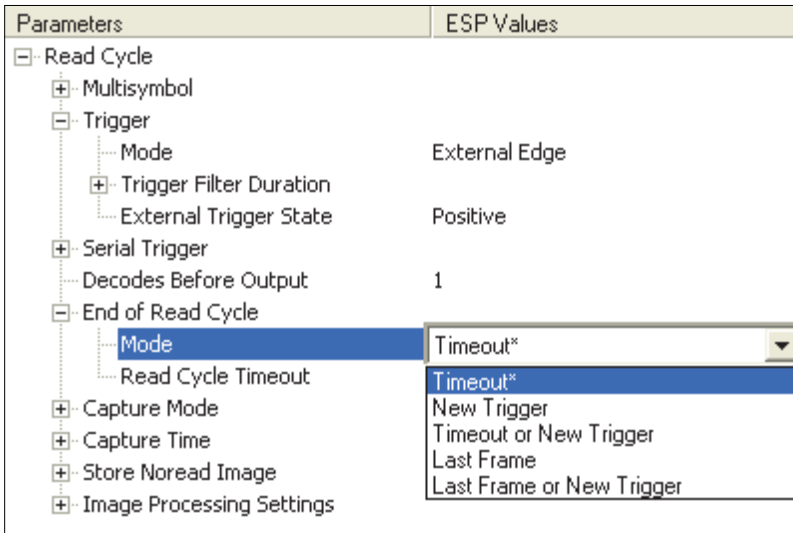 Parameters ESP Values
Read Cycle
Multisymbol
Trigger
Mode External Edge
Trigger Filter Duration
External Trigger State Positive
Serial Trigger
Decodes Before Output 1
End of Read Cycle
Mode Timeout*
Read Cycle Timeout Timeout*
New Trigger
Capture Mode
Timeout or New Trigger
Capture Time
Last Frame
Store Noread Image
Last Frame or New Trigger
Image Processing Settings